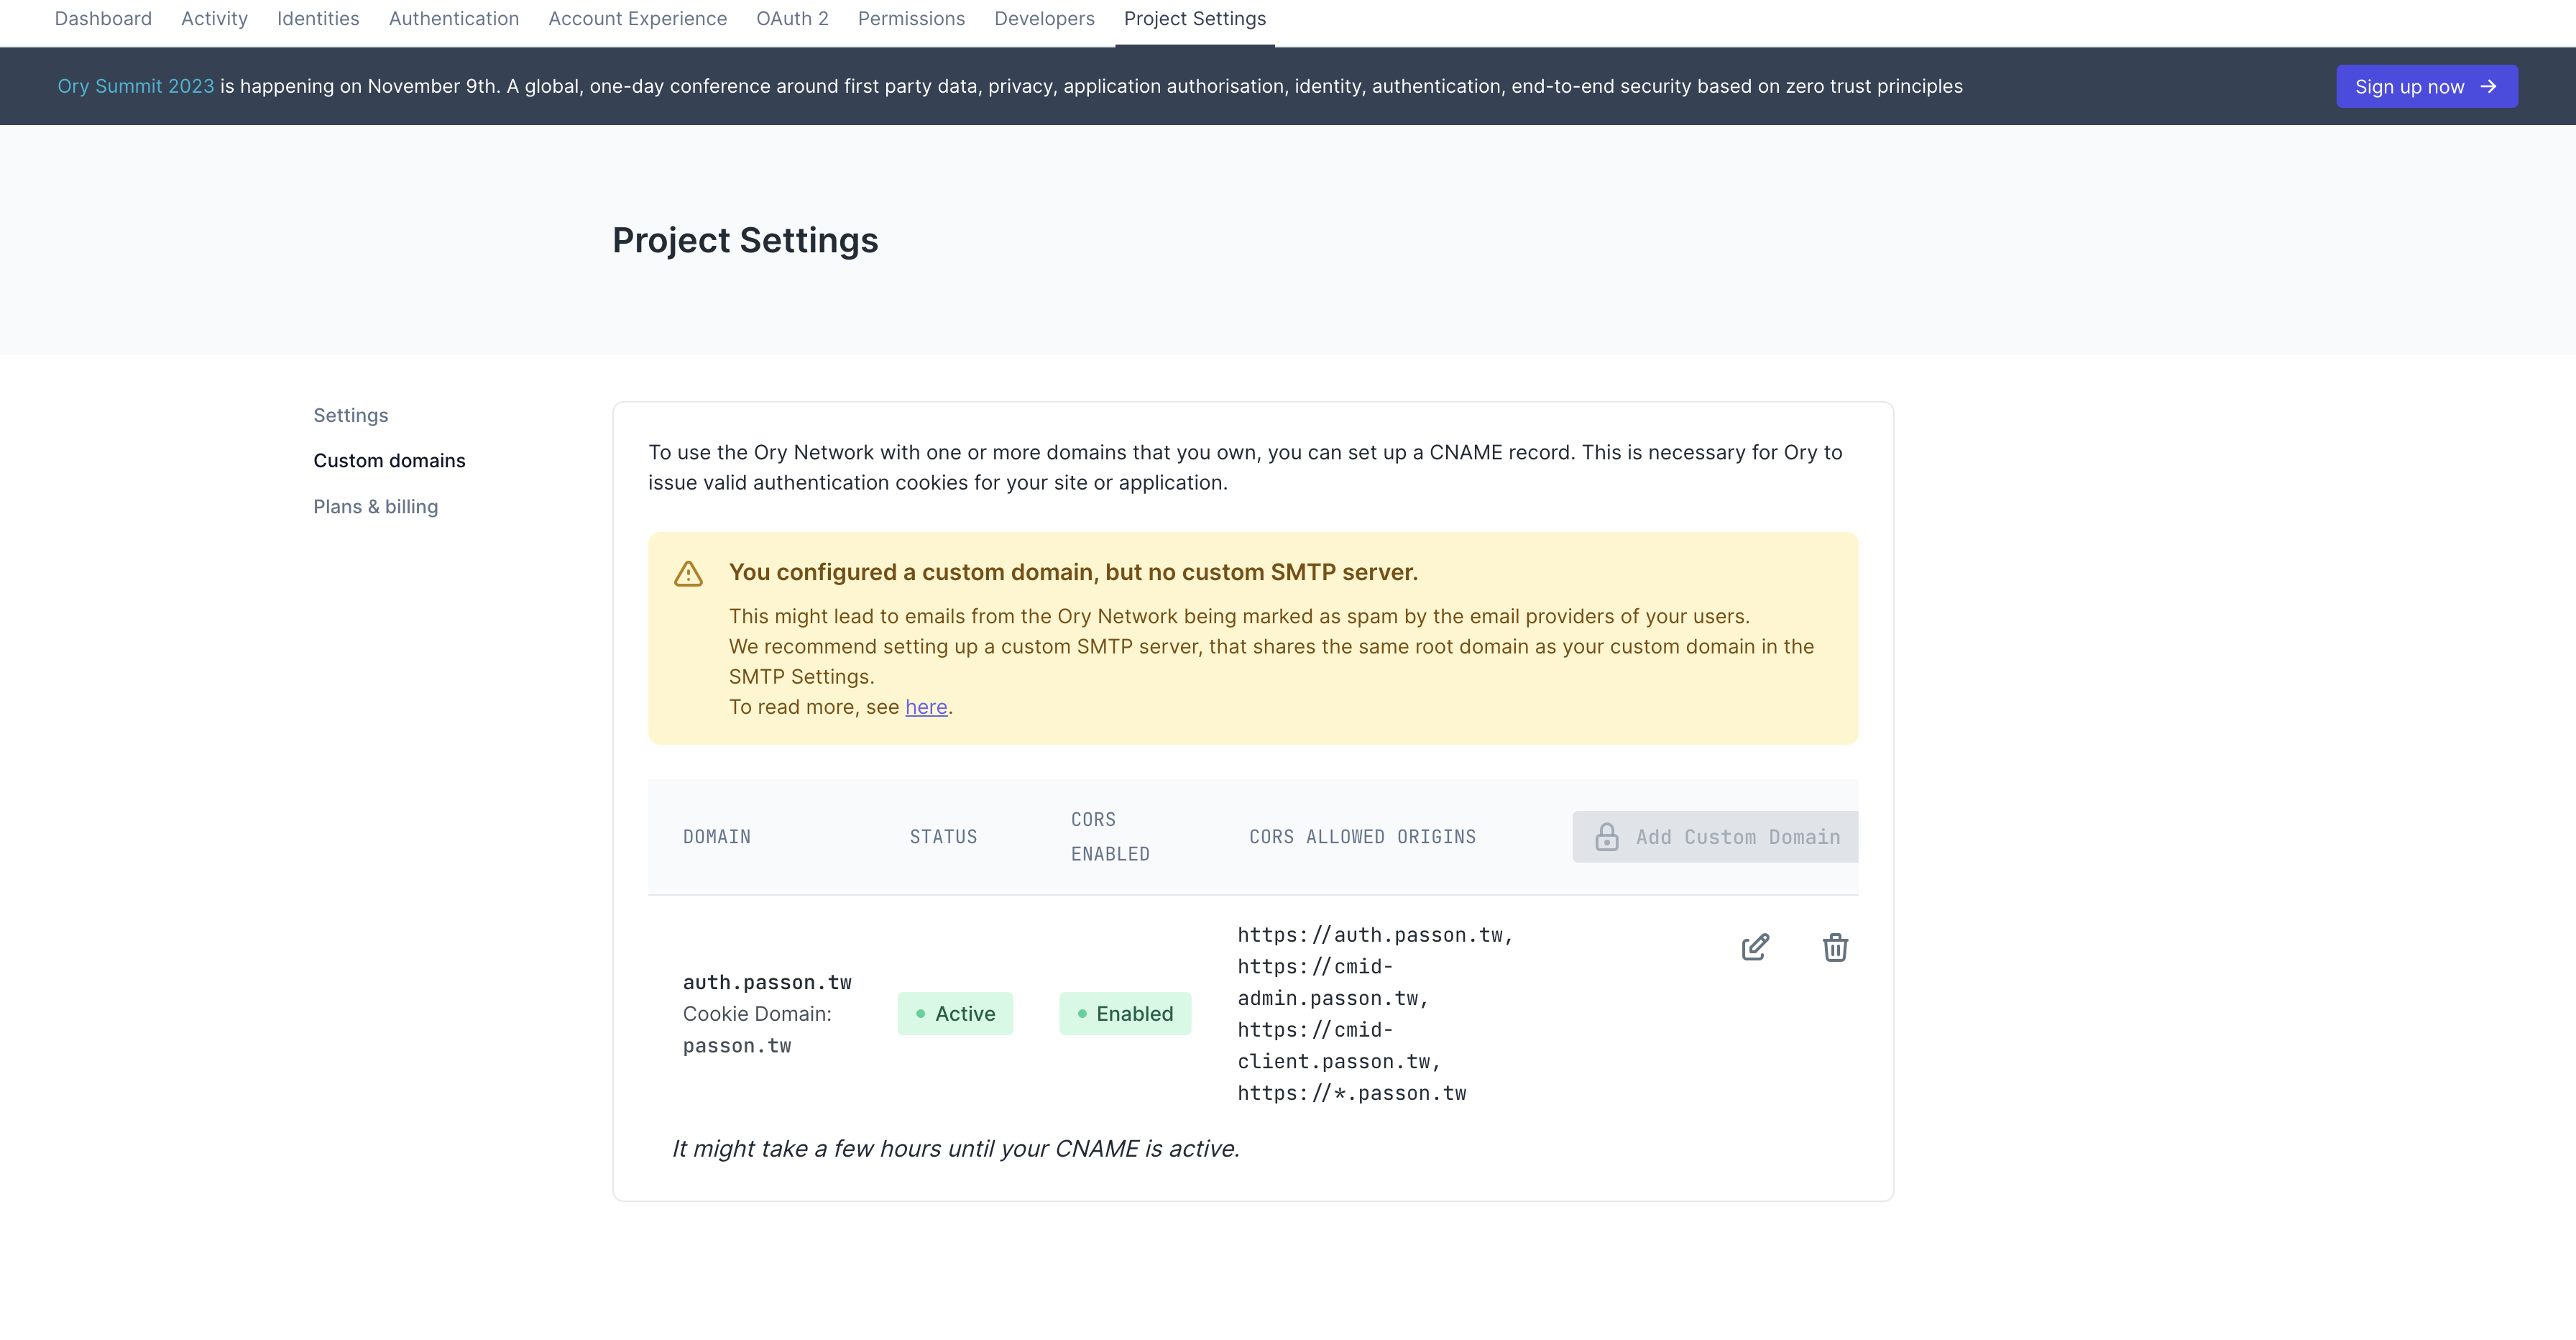 Dashboard Activity Identities Authentication Account Experience OAuth 2 Permissions Developers Project Settings
Ory Summit 2023 is happening on November 9th. A global, one-day conference around first party data, privacy, application authorisation, identity, authentication, end-to-end security based on zero trust principles
Sign up now →
Project Settings
Settings
Custom domains
Plans & billing
To use the Ory Network with one or more domains that you own, you can set up a CNAME record. This is necessary for Ory to
issue valid authentication cookies for your site or application.
You configured a custom domain, but no custom SMTP server.
This might lead to emails from the Ory Network being marked as spam by the email providers of your users.
We recommend setting up a custom SMTP server, that shares the same root domain as your custom domain in the
SMTP Settings.
To read more, see here.
DOMAIN
STATUS
CORS
ENABLED
CORS ALLOWED ORIGINS
Add Custom Domain
auth.passon.tw
Cookie Domain:
passon.tw
Active
Enabled
https://auth.passon.tw,
https://cmid-
admin.passon.tw,
https://cmid-
client.passon.tw,
https://*.passon.tw
It might take a few hours until your CNAME is active.